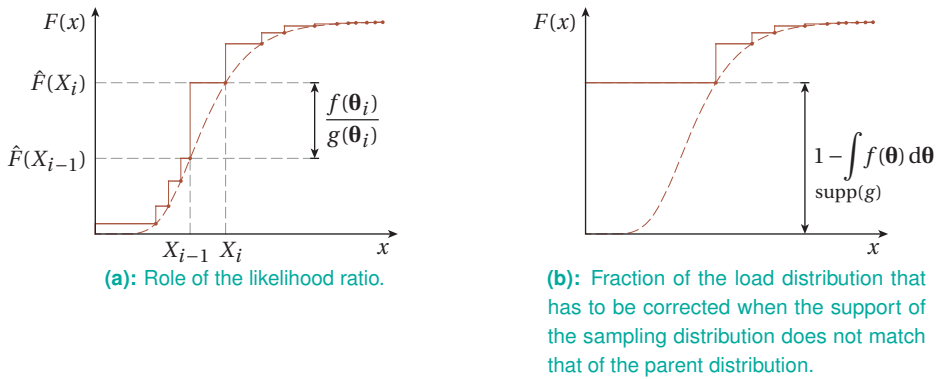 F(x)
F̂(X_i)
F̂(X_{i−1})
f(θ_i)
g(θ_i)
X_{i−1} X_i x
(a): Role of the likelihood ratio.
F(x)
1 − ∫ f(θ) dθ
supp(g)
x
(b): Fraction of the load distribution that
has to be corrected when the support of
the sampling distribution does not match
that of the parent distribution.